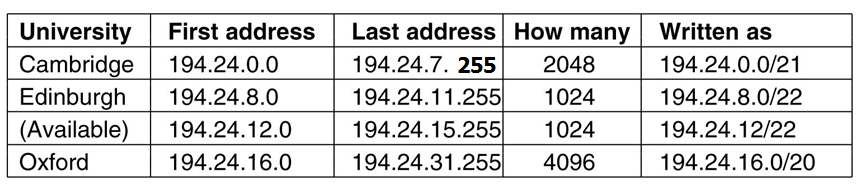 University First address Last address How many Written as
Cambridge 194.24.0.0 194.24.7. 255 2048 194.24.0.0/21
Edinburgh 194.24.8.0 194.24.11.255 1024 194.24.8.0/22
(Available) 194.24.12.0 194.24.15.255 1024 194.24.12/22
Oxford 194.24.16.0 194.24.31.255 4096 194.24.16.0/20